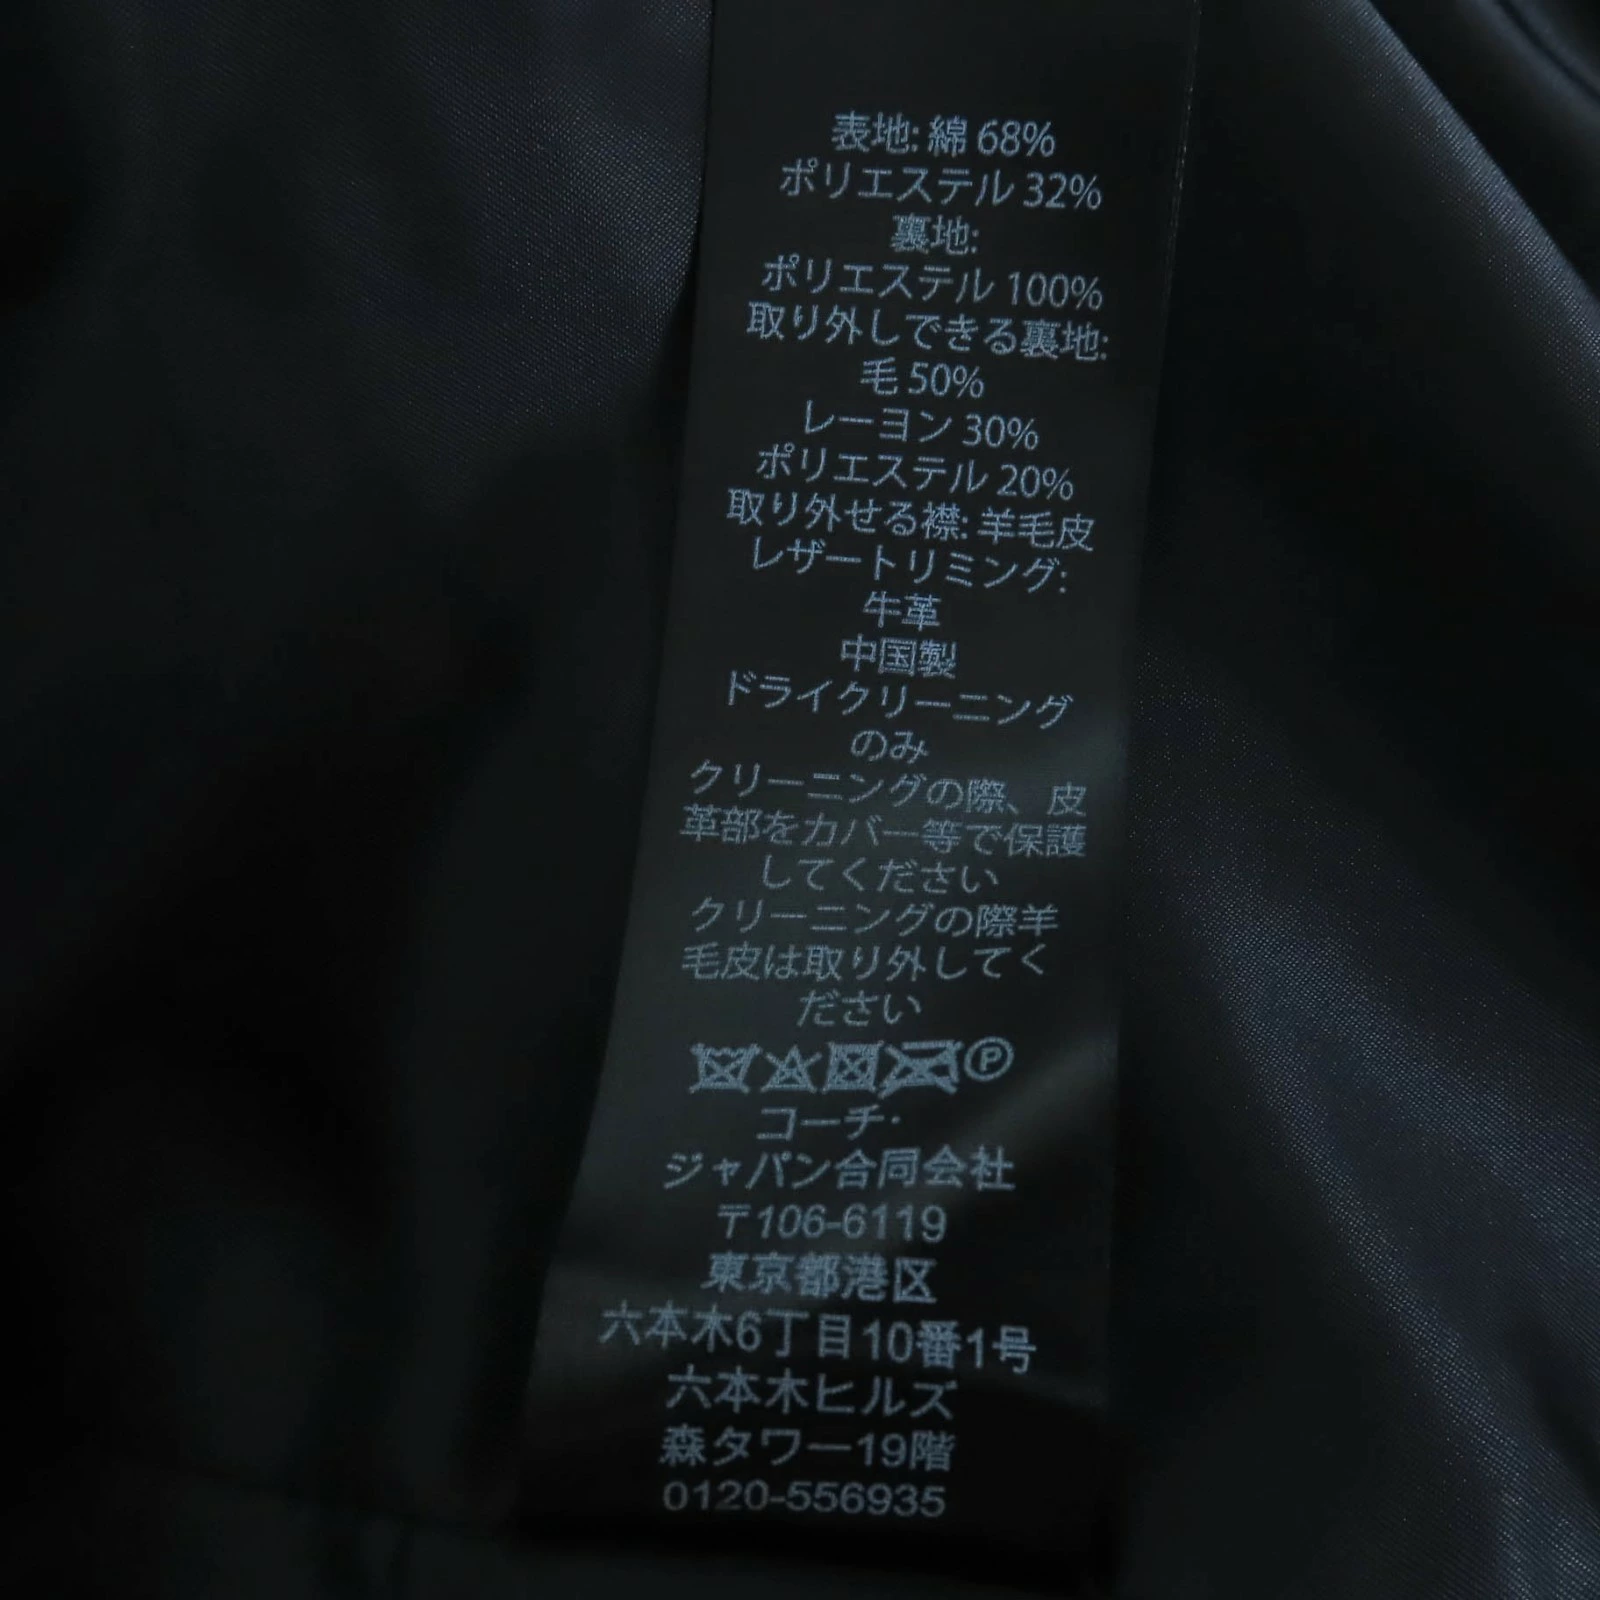 表地: 綿 68%
ポリエステル 32%
裏地:
ポリエステル 100%
取り外しできる裏地:
毛 50%
レーヨン 30%
ポリエステル 20%
取り外せる襟: 羊毛皮
レザートリミング:
牛革
中国製
ドライクリーニング
のみ
クリーニングの際、皮
革部をカバー等で保護
してください
クリーニングの際羊
毛皮は取り外してく
ださい
Ⓟ
コーチ·
ジャパン合同会社
〒106-6119
東京都港区
六本木6丁目10番1号
六本木ヒルズ
森タワー19階
0120-556935